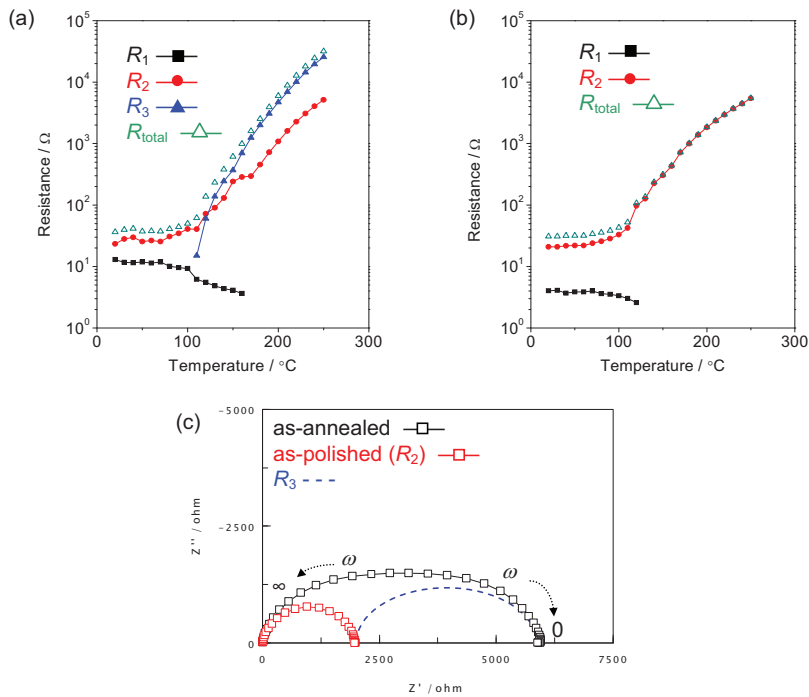 (a)
R1
R2
R3
Rtotal
Resistance / Ω
10^5
10^4
10^3
10^2
10^1
10^0
0
100
200
300
Temperature / °C
(b)
R1
R2
Rtotal
Resistance / Ω
10^5
10^4
10^3
10^2
10^1
10^0
0
100
200
300
Temperature / °C
(c)
as-annealed
as-polished (R2)
R3
Z'' / ohm
-5000
-2500
0
∞
ω
ω
0
0
2500
5000
7500
Z' / ohm